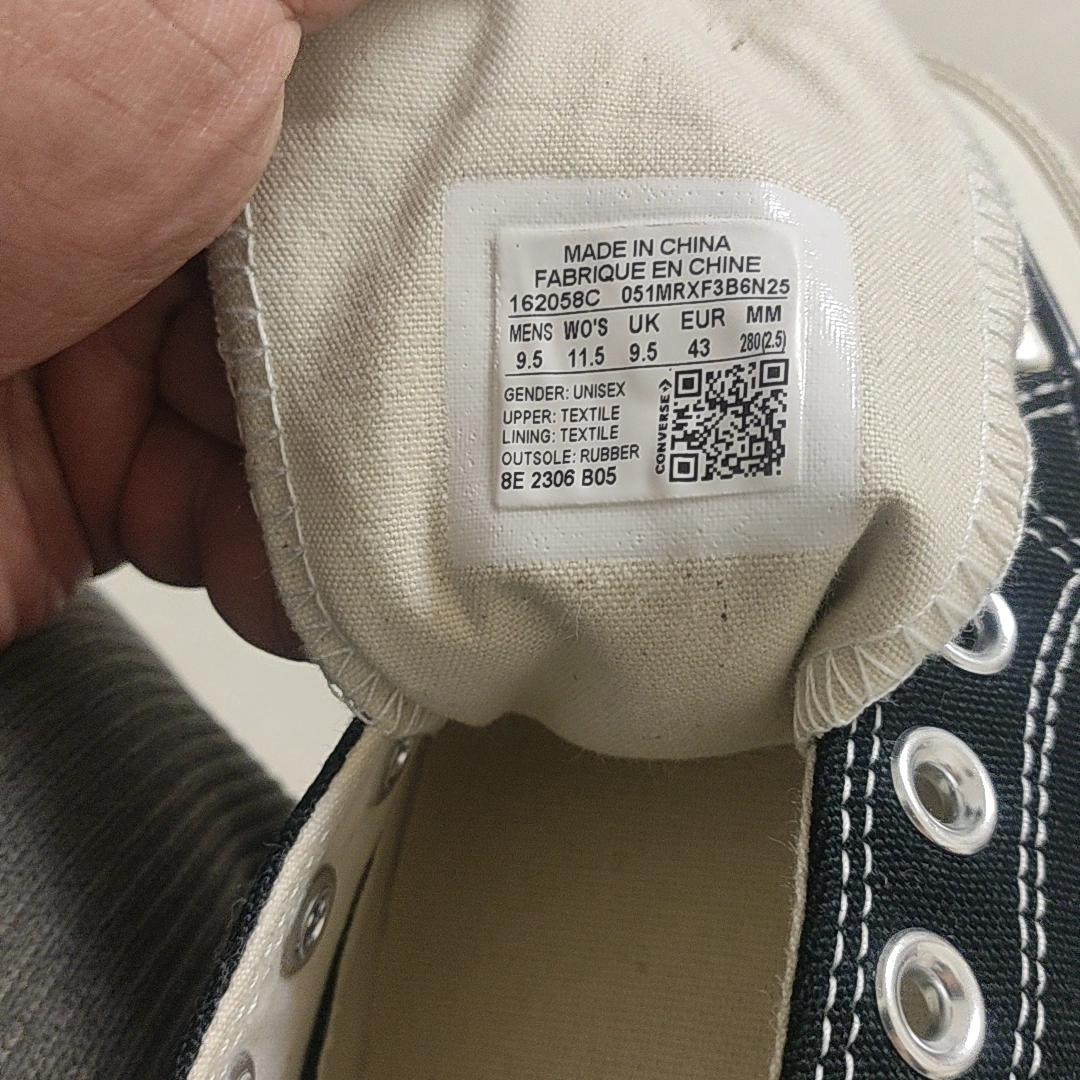 MADE IN CHINA
FABRIQUE EN CHINE
162058C 051MRXF3B6N25
MENS WO'S UK EUR MM
9.5 11.5 9.5 43 280(2.5)
GENDER: UNISEX
UPPER: TEXTILE
LINING: TEXTILE
OUTSOLE: RUBBER
8E 2306 B05
CONVERSE